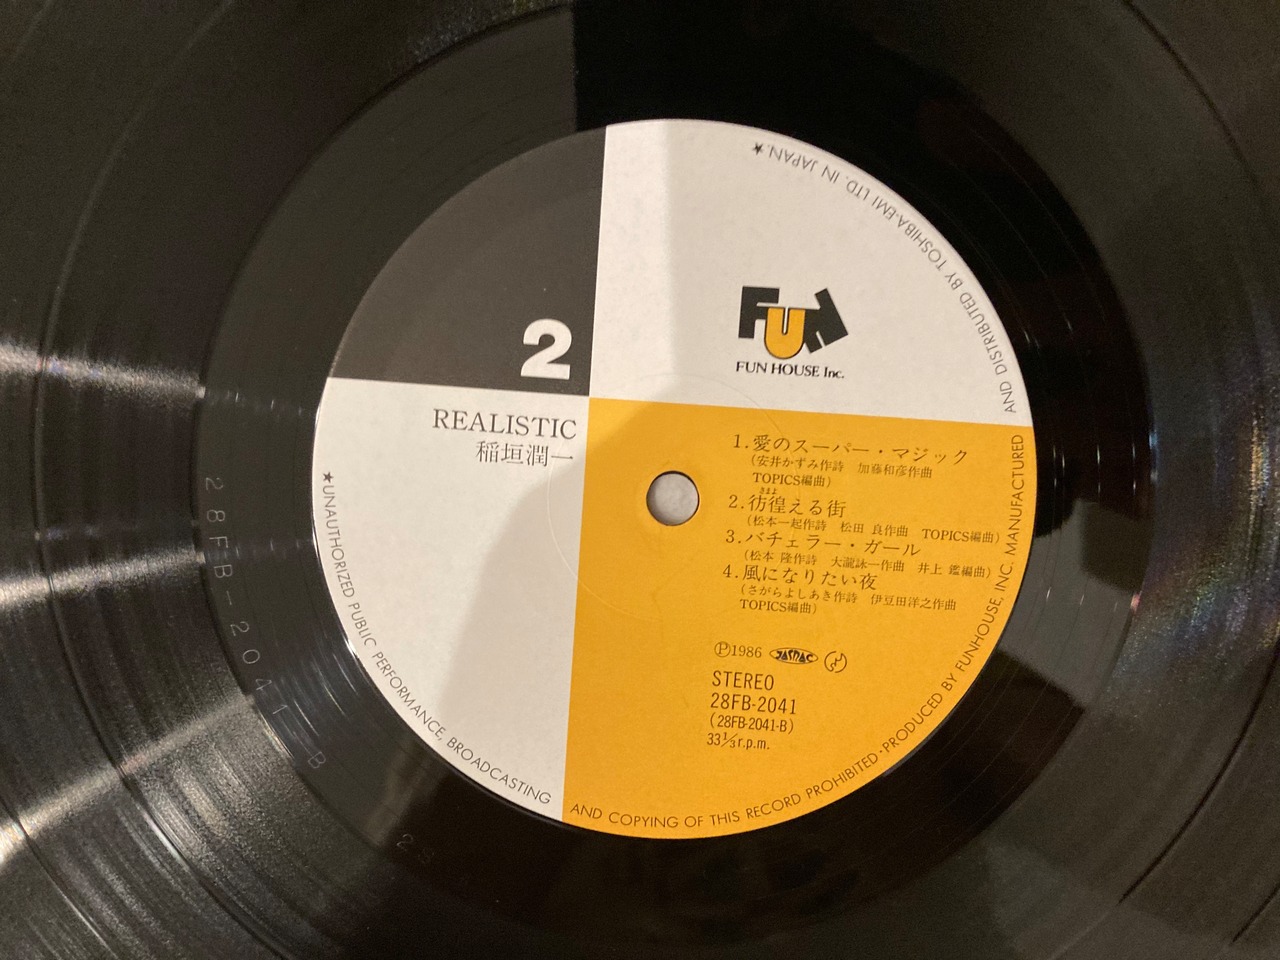 2
FUN
FUN HOUSE Inc.
REALISTIC
稲垣潤一
1.愛のスーパー・マジック
(安井かずみ作詩 加藤和彦作曲
TOPICS編曲)
さまよ
2.彷徨える街
(松本一起作詩 松田 良作曲 TOPICS編曲)
3.バチェラー・ガール
(松本 隆作詩 大瀧詠一作曲 井上 鑑編曲)
4.風になりたい夜
(さがらよしあき作詩 伊豆田洋之作曲
TOPICS編曲)
Ⓟ1986 JASRAC
STEREO
28FB-2041
(28FB-2041-B)
33⅓r.p.m.
★UNAUTHORIZED PUBLIC PERFORMANCE, BROADCASTING AND COPYING OF THIS RECORD PROHIBITED·PRODUCED BY FUNHOUSE, INC. MANUFACTURED AND DISTRIBUTED BY TOSHIBA-EMI LTD. IN JAPAN.★
28FB-2041-B
2S